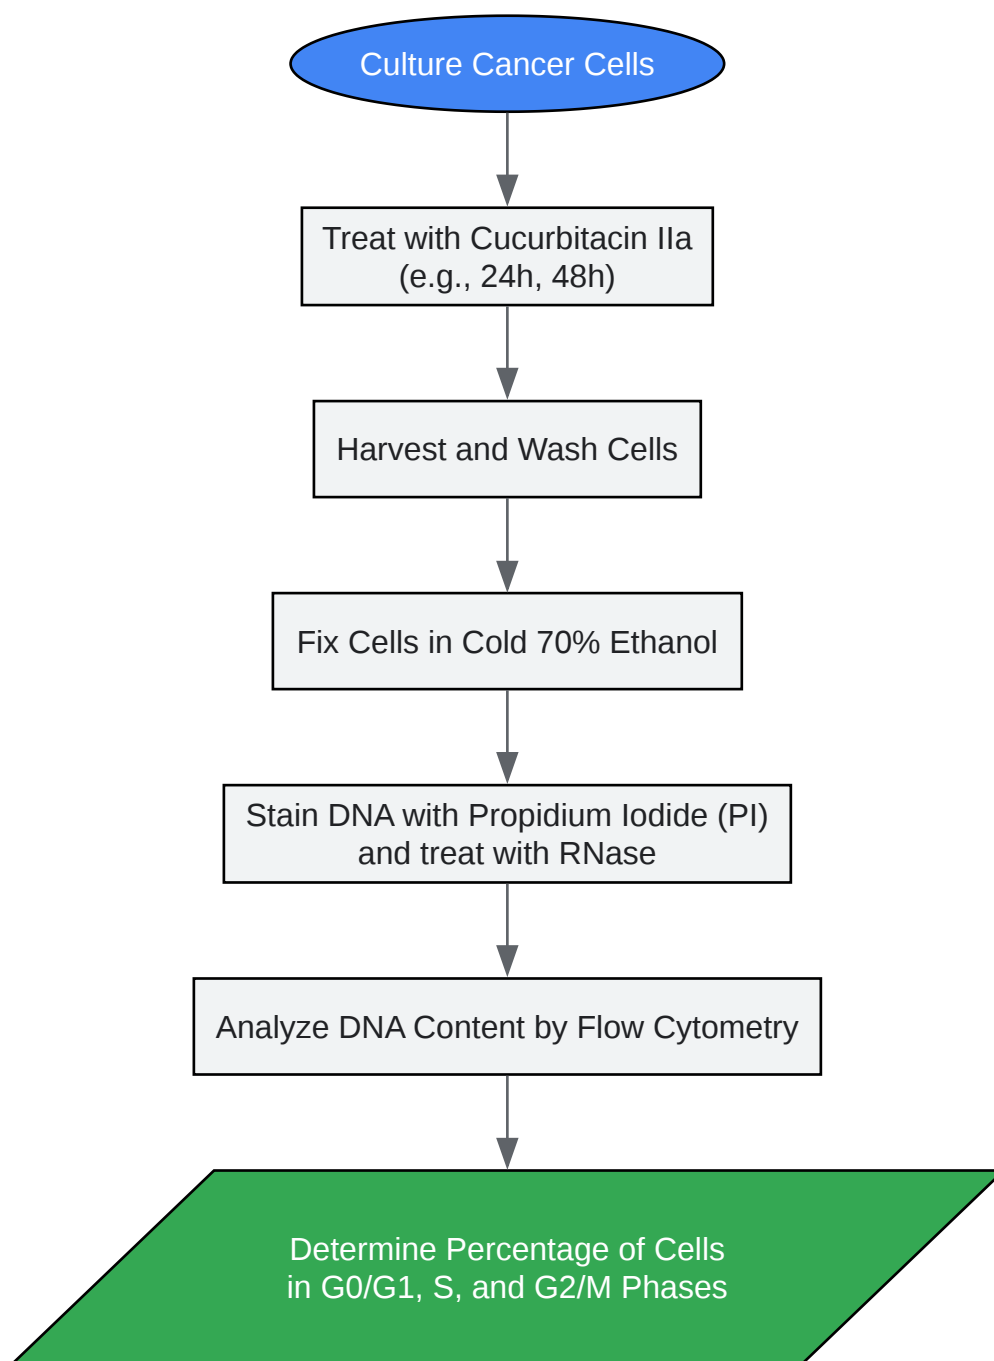 Culture Cancer Cells
Treat with Cucurbitacin IIa
(e.g., 24h, 48h)
Harvest and Wash Cells
Fix Cells in Cold 70% Ethanol
Stain DNA with Propidium Iodide (PI)
and treat with RNase
Analyze DNA Content by Flow Cytometry
Determine Percentage of Cells
in G0/G1, S, and G2/M Phases